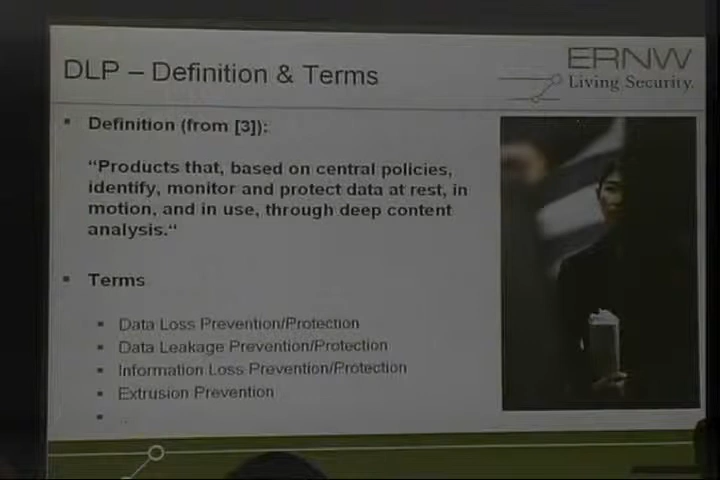 DLP – Definition & Terms
ERNW
Living Security.
Definition (from [3]):
“Products that, based on central policies,
identify, monitor and protect data at rest, in
motion, and in use, through deep content
analysis.“
Terms
Data Loss Prevention/Protection
Data Leakage Prevention/Protection
Information Loss Prevention/Protection
Extrusion Prevention